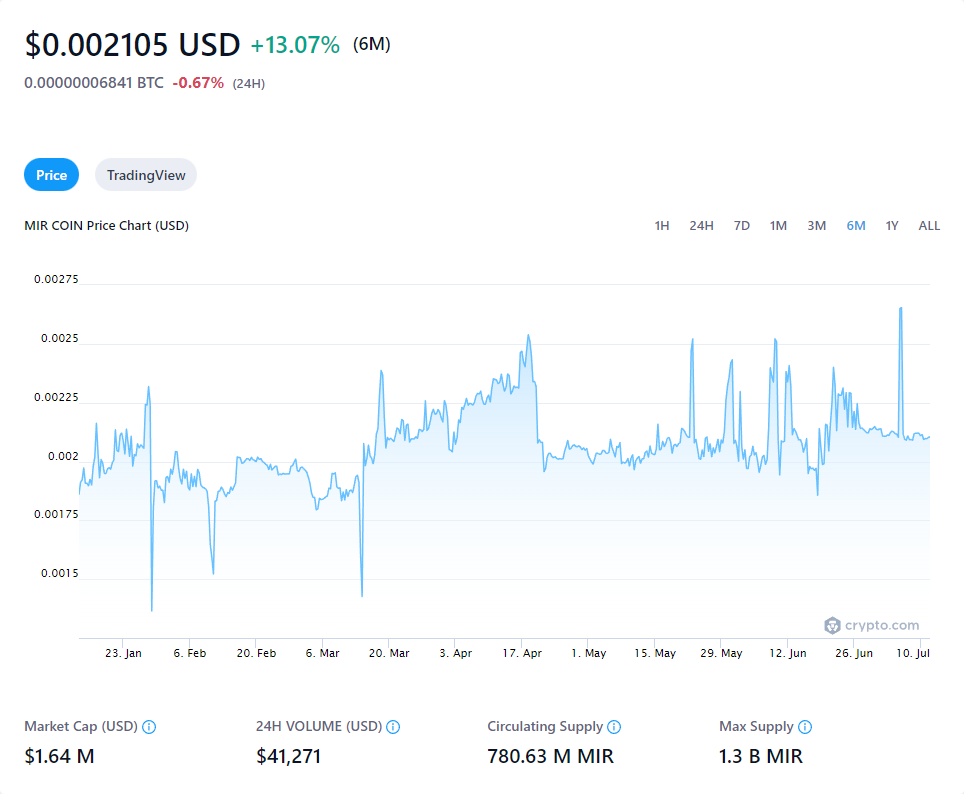 $0.002105 USD +13.07% (6M)
0.00000006841 BTC -0.67% (24H)
Price TradingView
MIR COIN Price Chart (USD) 1H 24H 7D 1M 3M 6M 1Y ALL
0.00275
0.0025
0.00225
0.002
0.00175
0.0015
crypto.com
23. Jan 6. Feb 20. Feb 6. Mar 20. Mar 3. Apr 17. Apr 1. May 15. May 29. May 12. Jun 26. Jun 10. Jul
Market Cap (USD) 24H VOLUME (USD) Circulating Supply Max Supply
$1.64 M $41,271 780.63 M MIR 1.3 B MIR